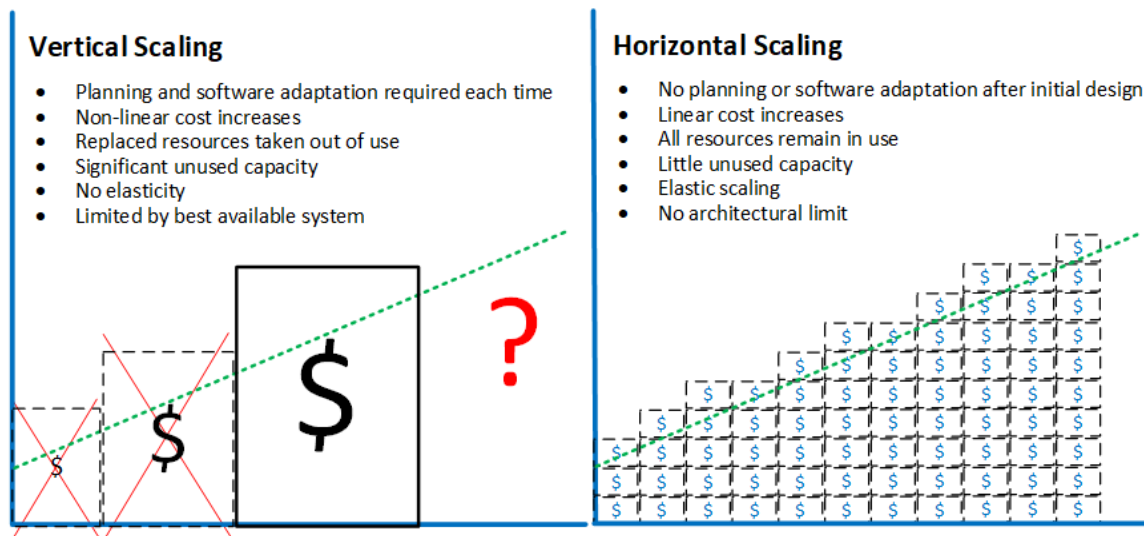 Vertical Scaling
• Planning and software adaptation required each time
• Non-linear cost increases
• Replaced resources taken out of use
• Significant unused capacity
• No elasticity
• Limited by best available system
$ $ $ ?
Horizontal Scaling
• No planning or software adaptation after initial design
• Linear cost increases
• All resources remain in use
• Little unused capacity
• Elastic scaling
• No architectural limit
$
$ $ $
$ $ $ $
$ $ $ $ $ $
$ $ $ $ $ $ $
$ $ $ $ $ $ $ $ $
$ $ $ $ $ $ $ $ $ $
$ $ $ $ $ $ $ $ $ $ $
$ $ $ $ $ $ $ $ $ $ $
$ $ $ $ $ $ $ $ $ $ $